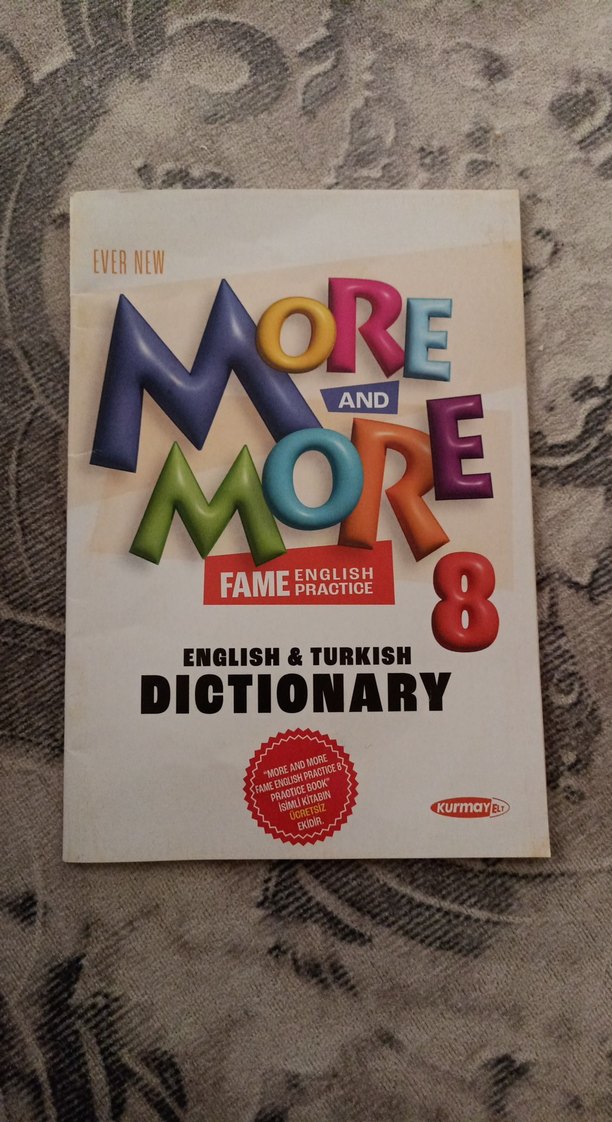 EVER NEW
MORE
AND
MORE
FAME ENGLISH
PRACTICE
8
ENGLISH & TURKISH
DICTIONARY
"MORE AND MORE
FAME ENGLISH PRACTICE 8
PRACTICE BOOK"
İSİMLİ KİTABIN
ÜCRETSİZ
EKİDİR.
KURMAY ELT